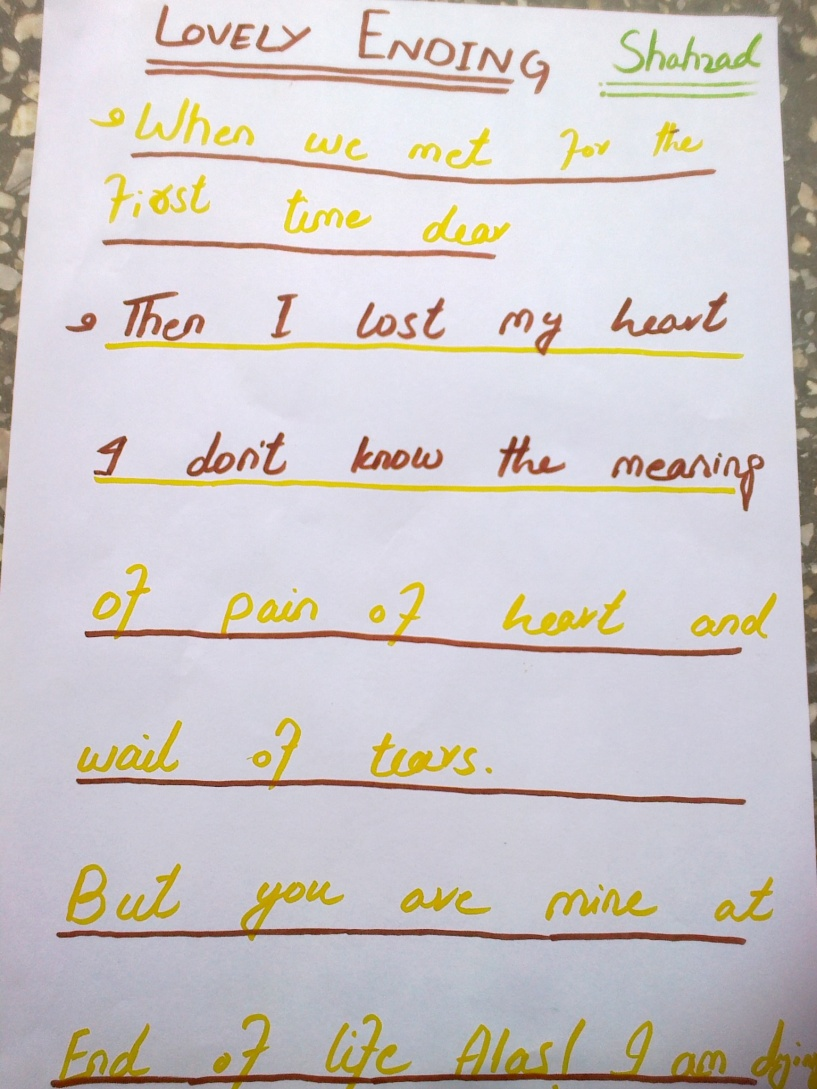 LOVELY ENDING Shahzad
When we met for the
First time dear
Then I lost my heart
I don't know the meaning
of pain of heart and
wail of tears.
But you are mine at
End of life Alas! I am dying